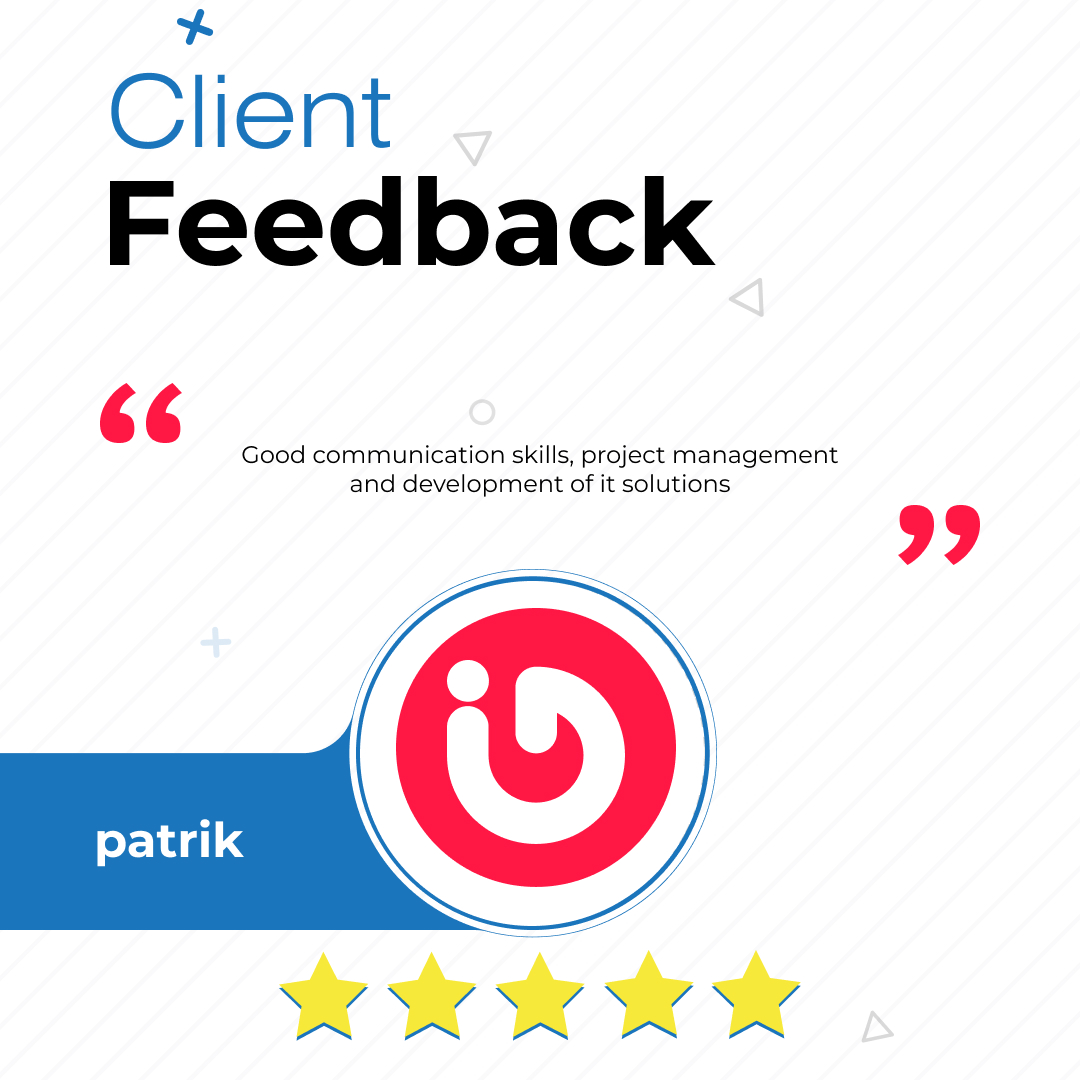 Client
Feedback
“
Good communication skills, project management
and development of it solutions
”
patrik